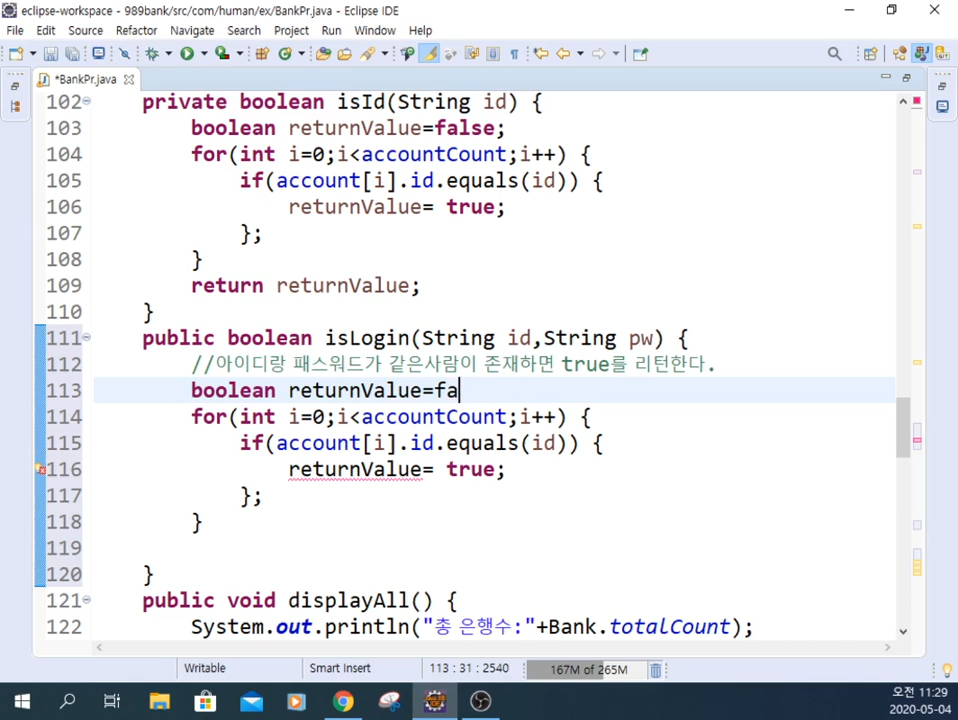 eclipse-workspace - 989bank/src/com/human/ex/BankPr.java - Eclipse IDE
File Edit Source Refactor Navigate Search Project Run Window Help
*BankPr.java
102 private boolean isId(String id) {
103 boolean returnValue=false;
104 for(int i=0;i<accountCount;i++) {
105 if(account[i].id.equals(id)) {
106 returnValue= true;
107 };
108 }
109 return returnValue;
110 }
111 public boolean isLogin(String id,String pw) {
112 //아이디랑 패스워드가 같은사람이 존재하면 true를 리턴한다.
113 boolean returnValue=fa
114 for(int i=0;i<accountCount;i++) {
115 if(account[i].id.equals(id)) {
116 returnValue= true;
117 };
118 }
119
120 }
121 public void displayAll() {
122 System.out.println("총 은행수:"+Bank.totalCount);
Writable Smart Insert 113 : 31 : 2540 167M of 265M
오전 11:29
2020-05-04